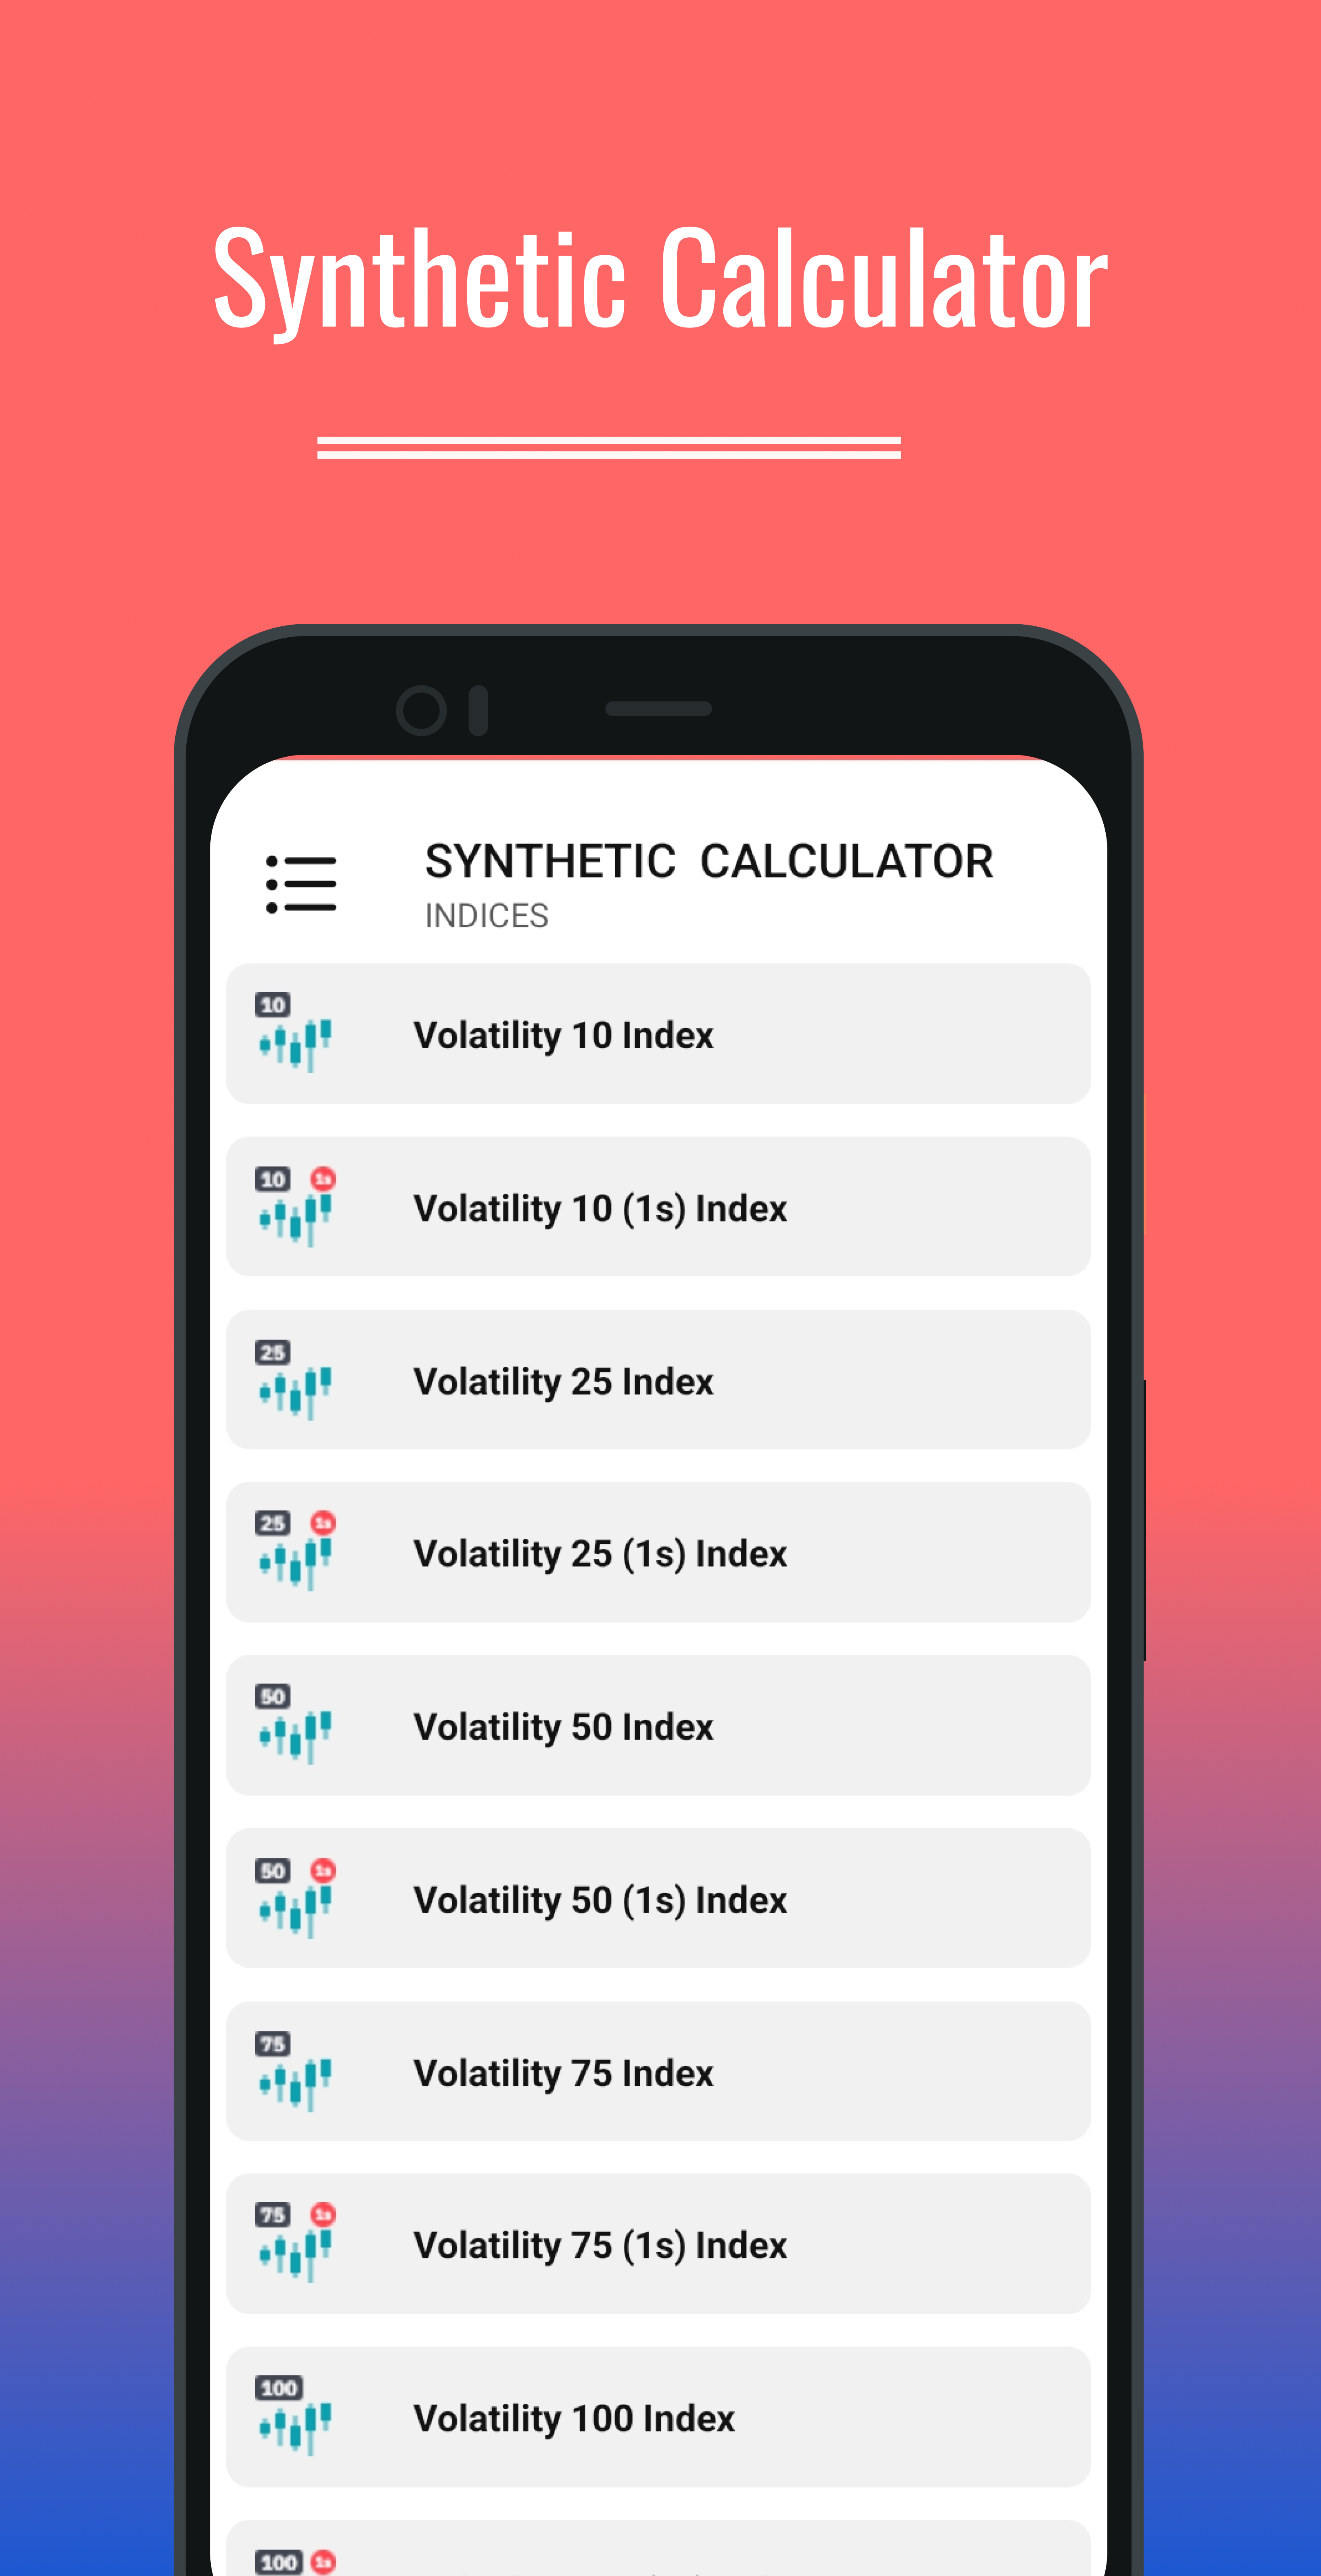 Synthetic Calculator
SYNTHETIC CALCULATOR
INDICES
10
Volatility 10 Index
10 1s
Volatility 10 (1s) Index
25
Volatility 25 Index
25 1s
Volatility 25 (1s) Index
50
Volatility 50 Index
50 1s
Volatility 50 (1s) Index
75
Volatility 75 Index
75 1s
Volatility 75 (1s) Index
100
Volatility 100 Index
100 1s